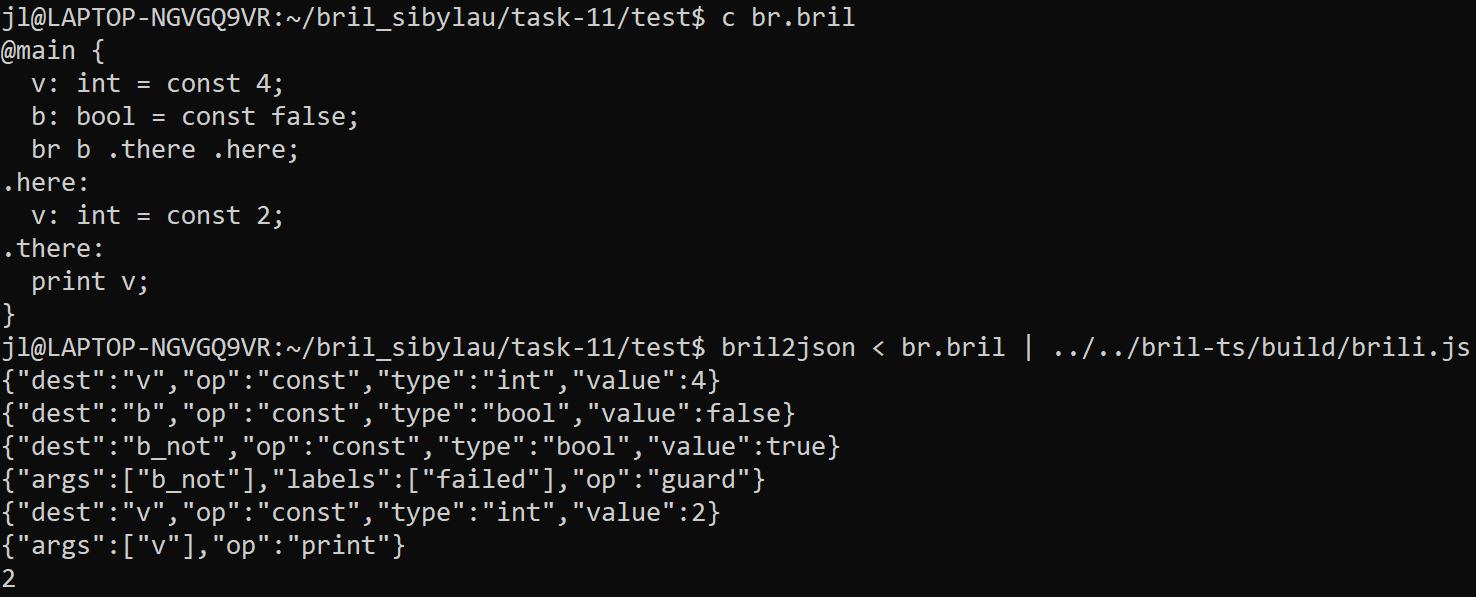 jl@LAPTOP-NGVGQ9VR:~/bril_sibylau/task-11/test$ c br.bril
@main {
  v: int = const 4;
  b: bool = const false;
  br b .there .here;
.here:
  v: int = const 2;
.there:
  print v;
}
jl@LAPTOP-NGVGQ9VR:~/bril_sibylau/task-11/test$ bril2json < br.bril | ../../bril-ts/build/brili.js
{"dest":"v","op":"const","type":"int","value":4}
{"dest":"b","op":"const","type":"bool","value":false}
{"dest":"b_not","op":"const","type":"bool","value":true}
{"args":["b_not"],"labels":["failed"],"op":"guard"}
{"dest":"v","op":"const","type":"int","value":2}
{"args":["v"],"op":"print"}
2